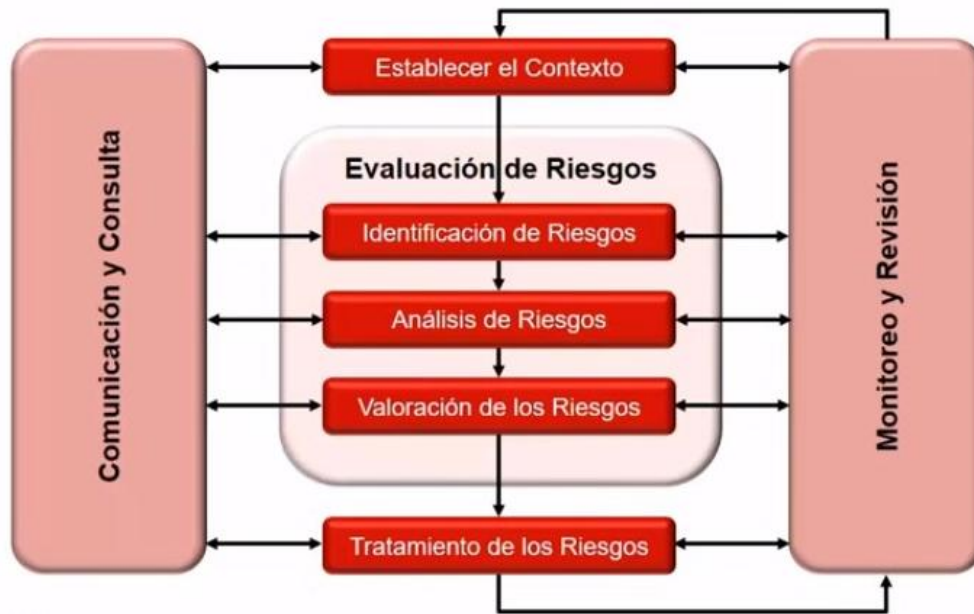 Establecer el Contexto
Comunicación y Consulta
Evaluación de Riesgos
Identificación de Riesgos
Análisis de Riesgos
Valoración de los Riesgos
Tratamiento de los Riesgos
Monitoreo y Revisión